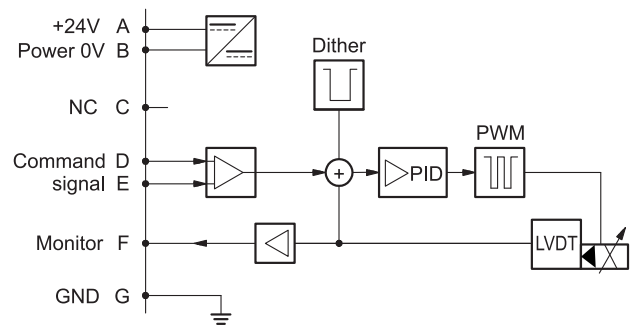 +24V A
Power 0V B
Dither
NC C
PWM
Command D
signal E
+
PID
Monitor F
LVDT
GND G